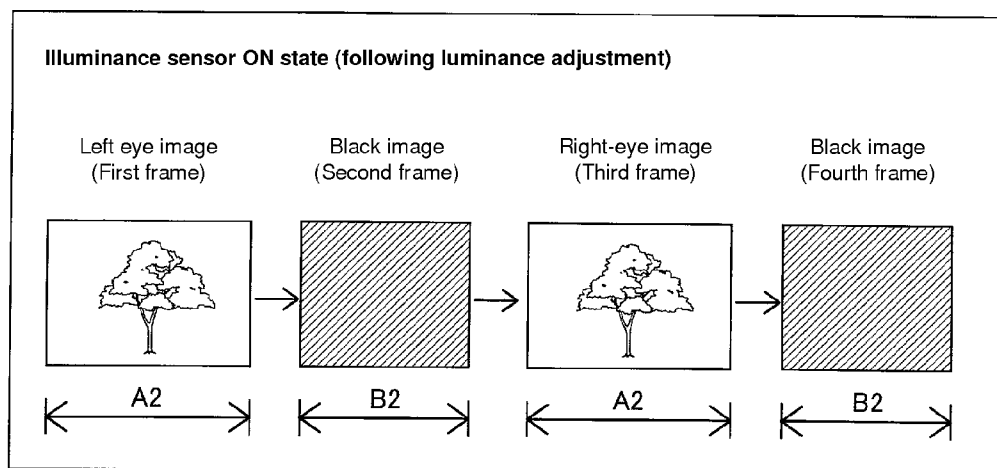 Illuminance sensor ON state (following luminance adjustment)
Left eye image
(First frame)
Black image
(Second frame)
Right-eye image
(Third frame)
Black image
(Fourth frame)
A2
B2
A2
B2